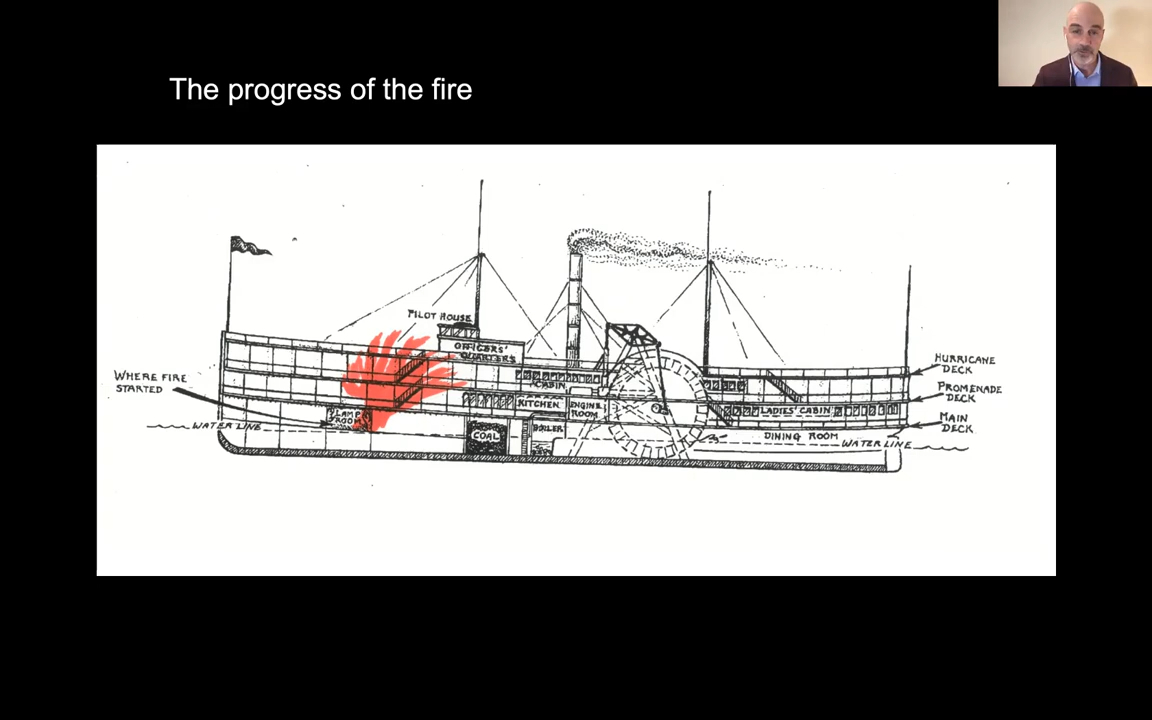 The progress of the fire
PILOT HOUSE
OFFICERS'
QUARTERS
CABIN
HURRICANE
DECK
WHERE FIRE
STARTED
PROMENADE
DECK
LAMP
ROOM
KITCHEN
ENGINE
ROOM
LADIES' CABIN
MAIN
DECK
WATER LINE
COAL
BOILER
DINING ROOM
WATER LINE